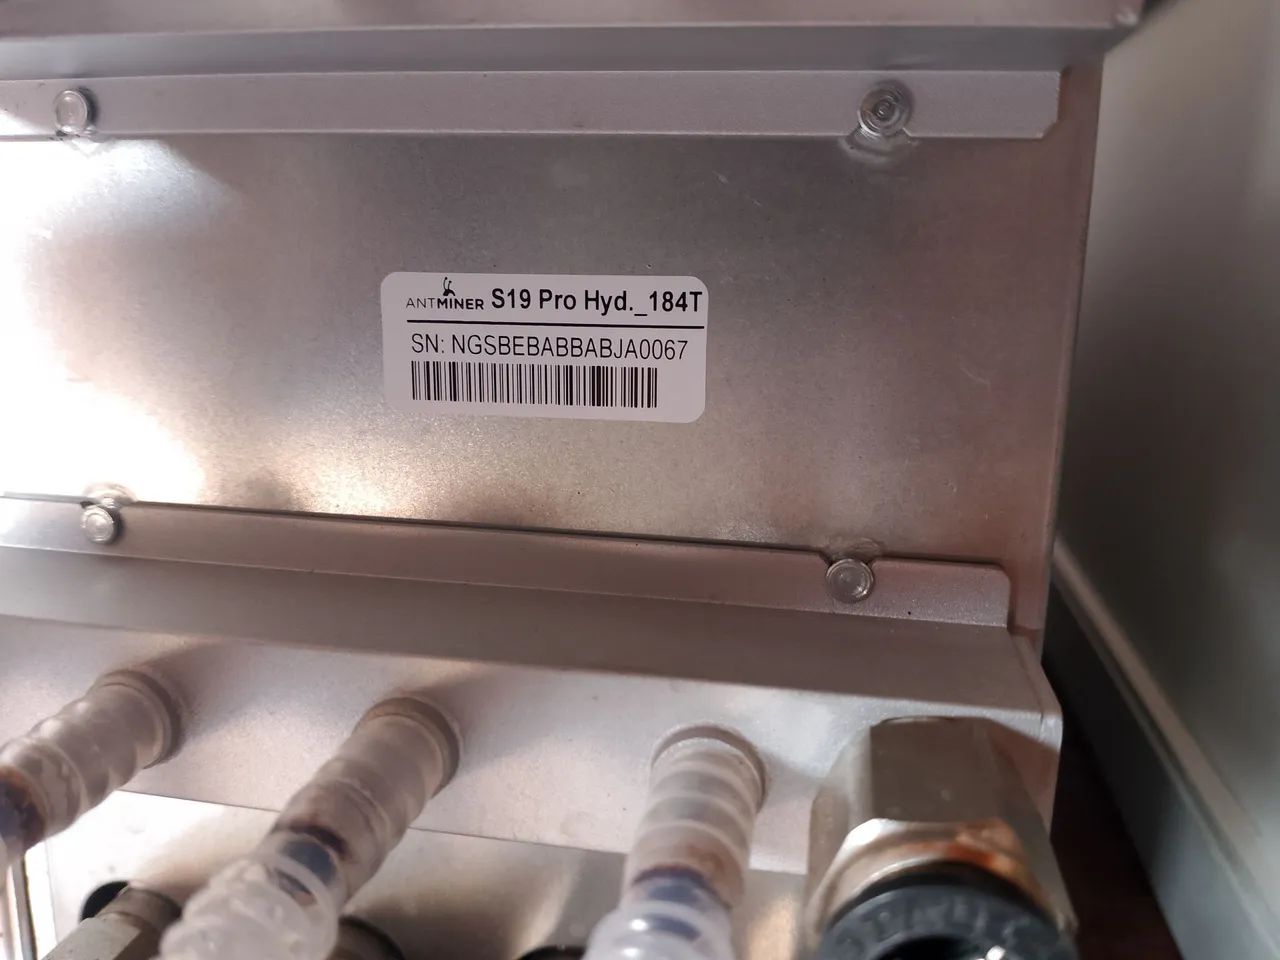 ANTMINER S19 Pro Hyd._184T
SN: NGSBEBABBABJA0067